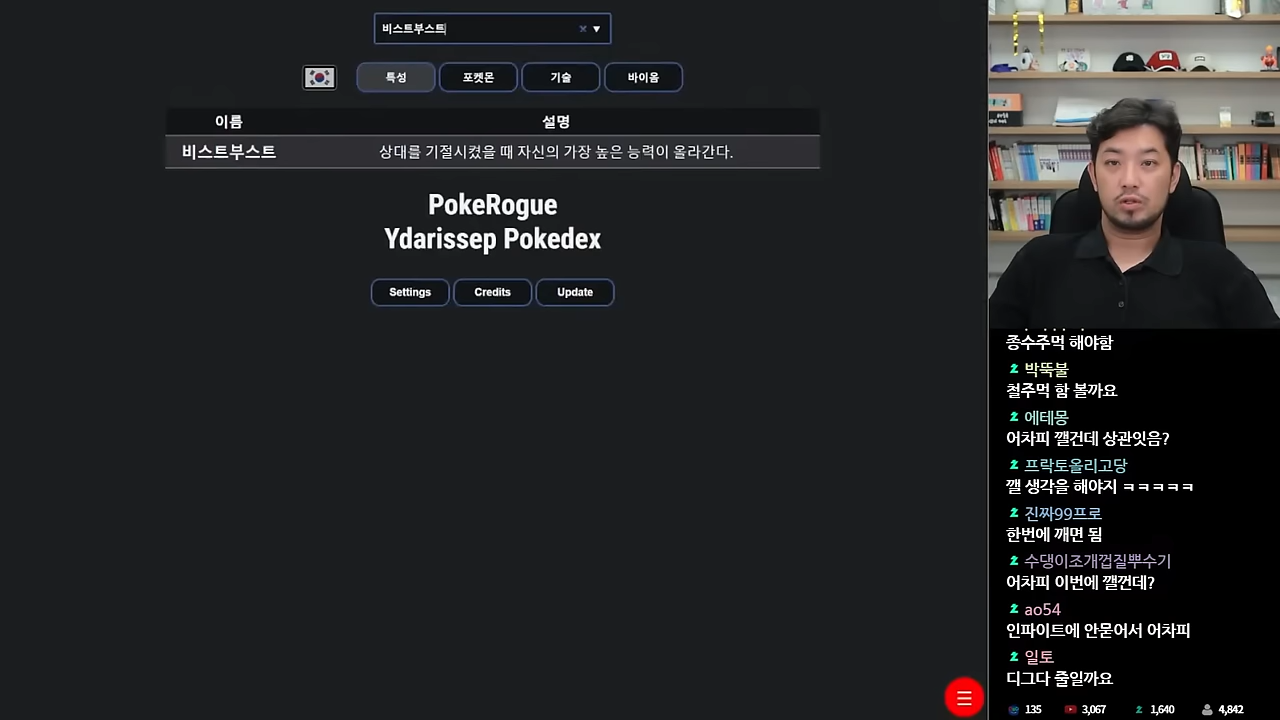 비스트부스트
특성
포켓몬
기술
바이옴
이름
설명
비스트부스트
상대를 기절시켰을 때 자신의 가장 높은 능력이 올라간다.
PokeRogue
Ydarissep Pokedex
Settings
Credits
Update
종수주먹 해야함
박뚝불
철주먹 함 볼까요
에테몽
어차피 깰건데 상관잇음?
프락토올리고당
깰 생각을 해야지 ㅋㅋㅋㅋㅋ
진짜99프로
한번에 깨면 됨
수댕이조개껍질뿌수기
어차피 이번에 깰껀데?
ao54
인파이트에 안묻어서 어차피
일토
디그다 줄일까요
135
3,067
1,640
4,842